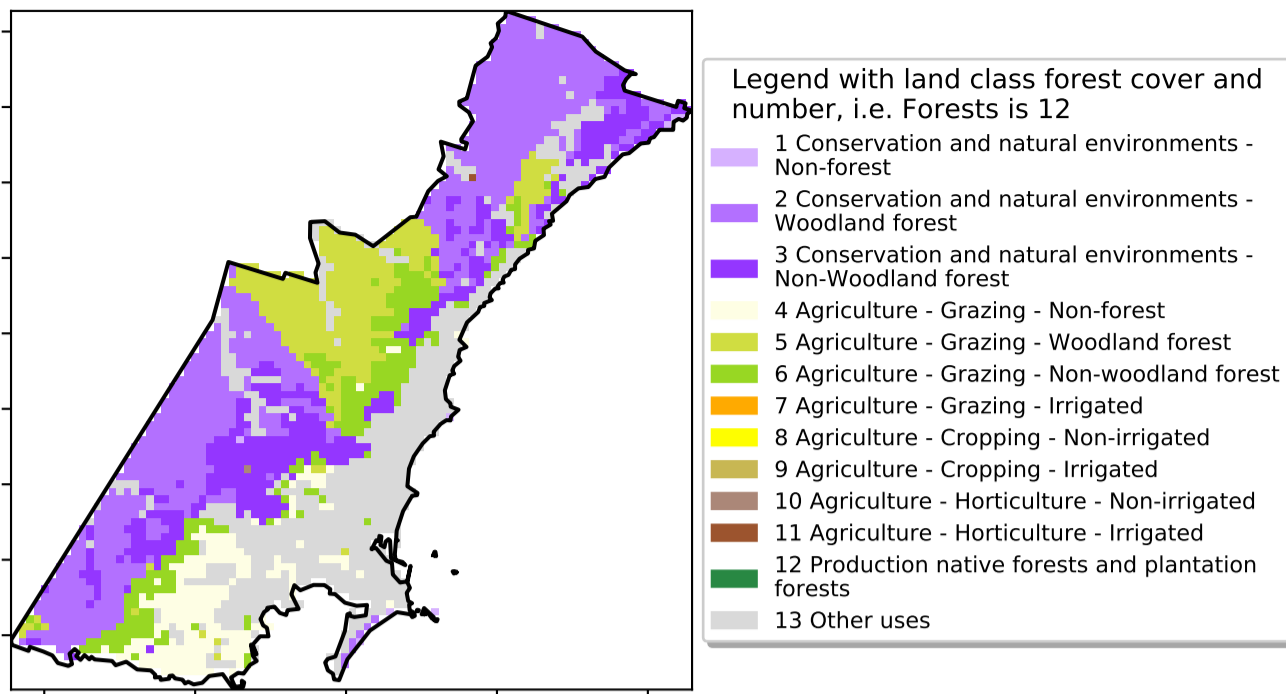 Legend with land class forest cover and
number, i.e. Forests is 12
1 Conservation and natural environments -
Non-forest
2 Conservation and natural environments -
Woodland forest
3 Conservation and natural environments -
Non-Woodland forest
4 Agriculture - Grazing - Non-forest
5 Agriculture - Grazing - Woodland forest
6 Agriculture - Grazing - Non-woodland forest
7 Agriculture - Grazing - Irrigated
8 Agriculture - Cropping - Non-irrigated
9 Agriculture - Cropping - Irrigated
10 Agriculture - Horticulture - Non-irrigated
11 Agriculture - Horticulture - Irrigated
12 Production native forests and plantation
forests
13 Other uses